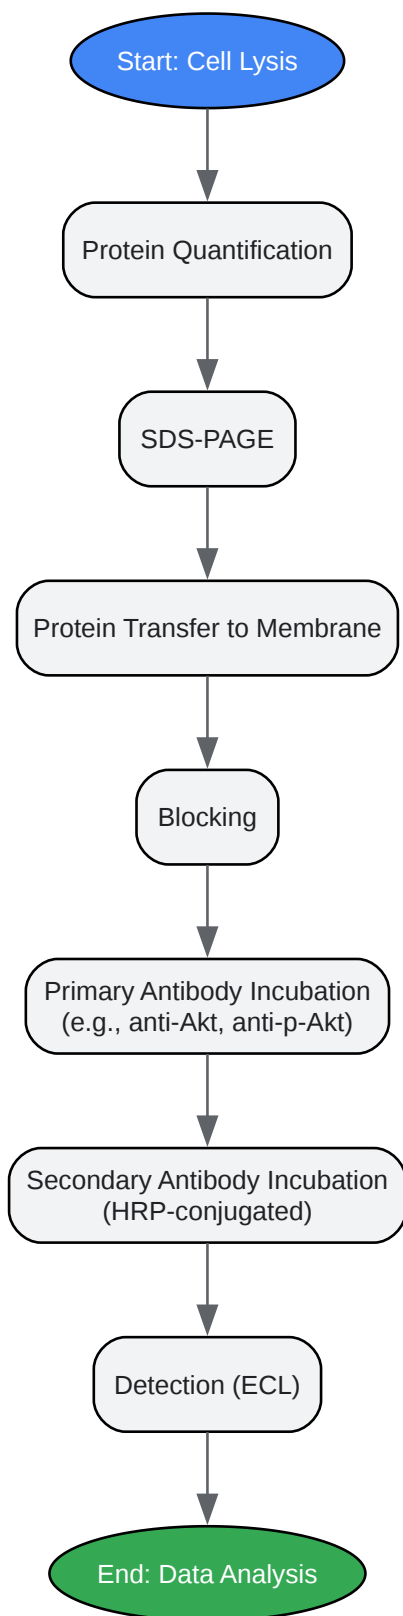 Start: Cell Lysis
Protein Quantification
SDS-PAGE
Protein Transfer to Membrane
Blocking
Primary Antibody Incubation
(e.g., anti-Akt, anti-p-Akt)
Secondary Antibody Incubation
(HRP-conjugated)
Detection (ECL)
End: Data Analysis